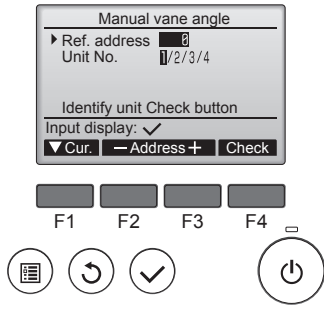 Manual vane angle
Ref. address 0
Unit No. 1/2/3/4
Identify unit Check button
Input display: ✓
▼Cur. －Address＋ Check
F1 F2 F3 F4